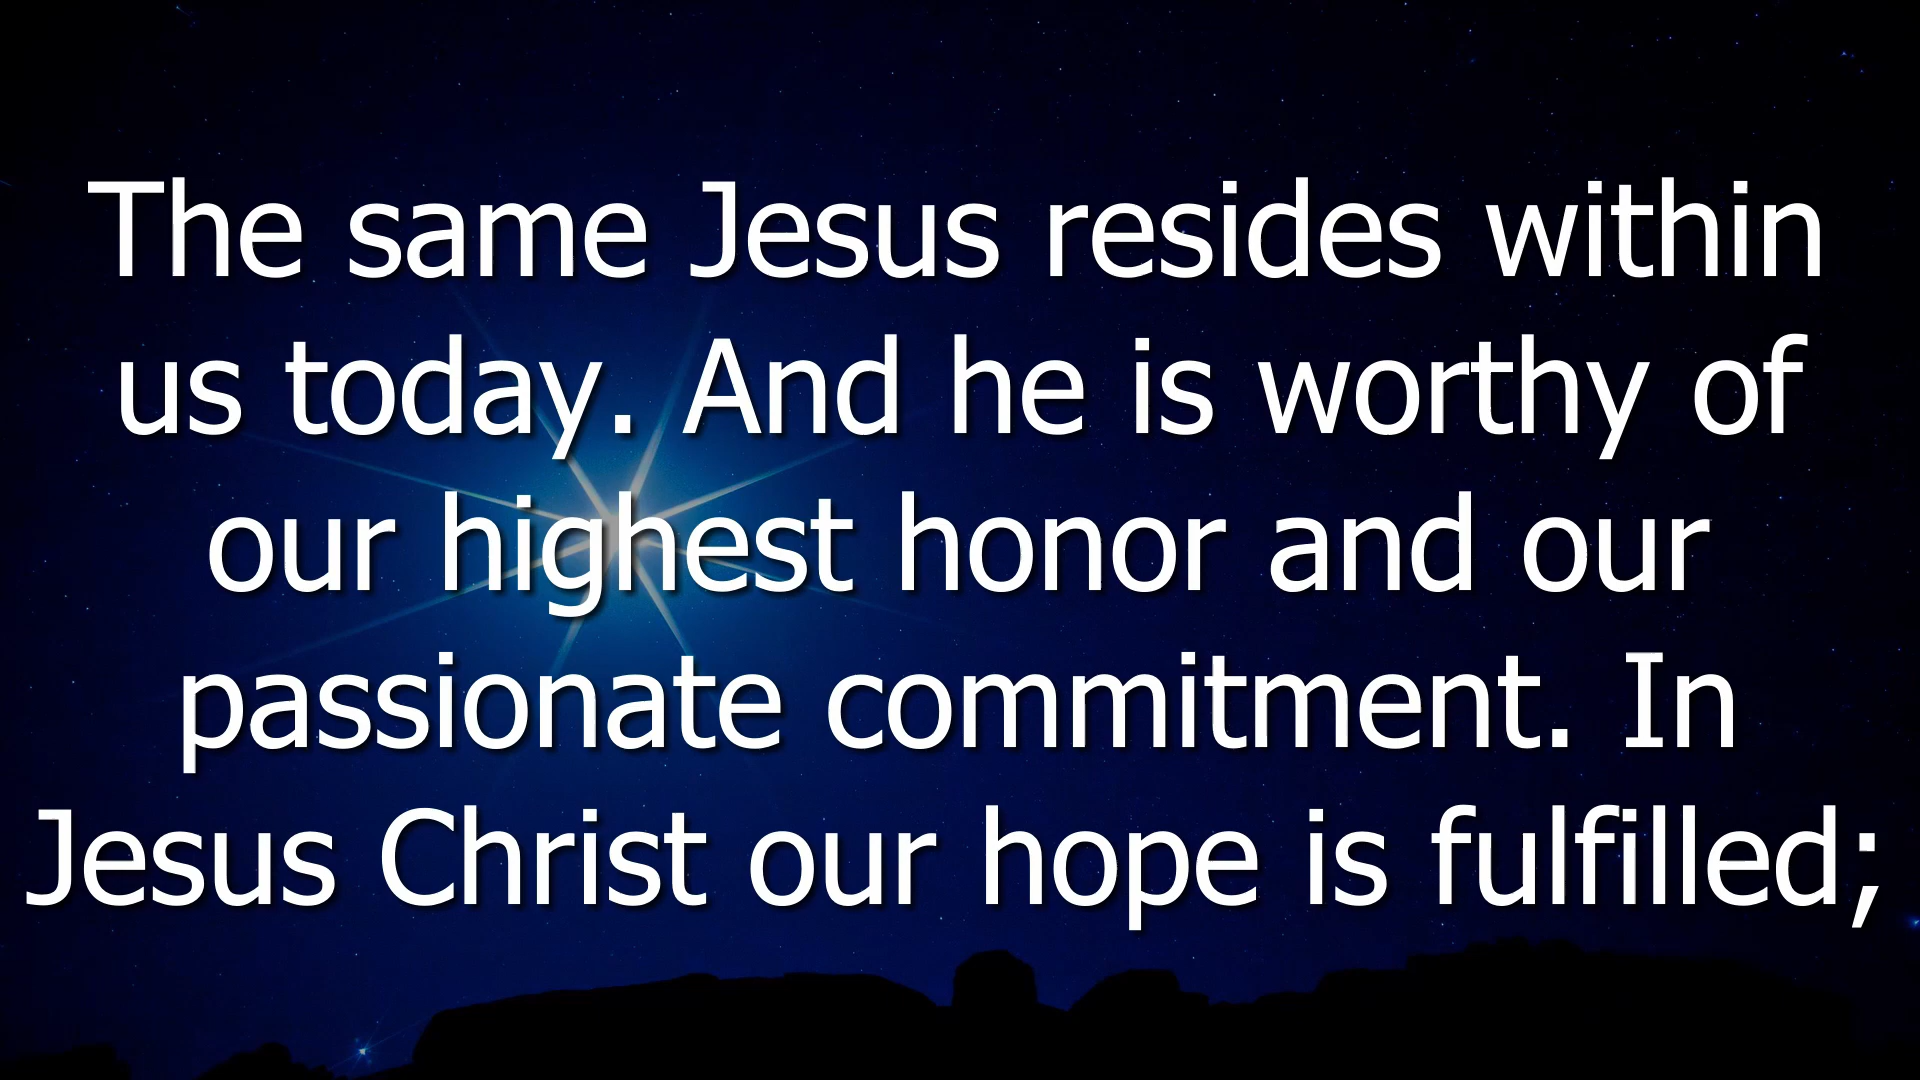 The same Jesus resides within
us today. And he is worthy of
our highest honor and our
passionate commitment. In
Jesus Christ our hope is fulfilled;